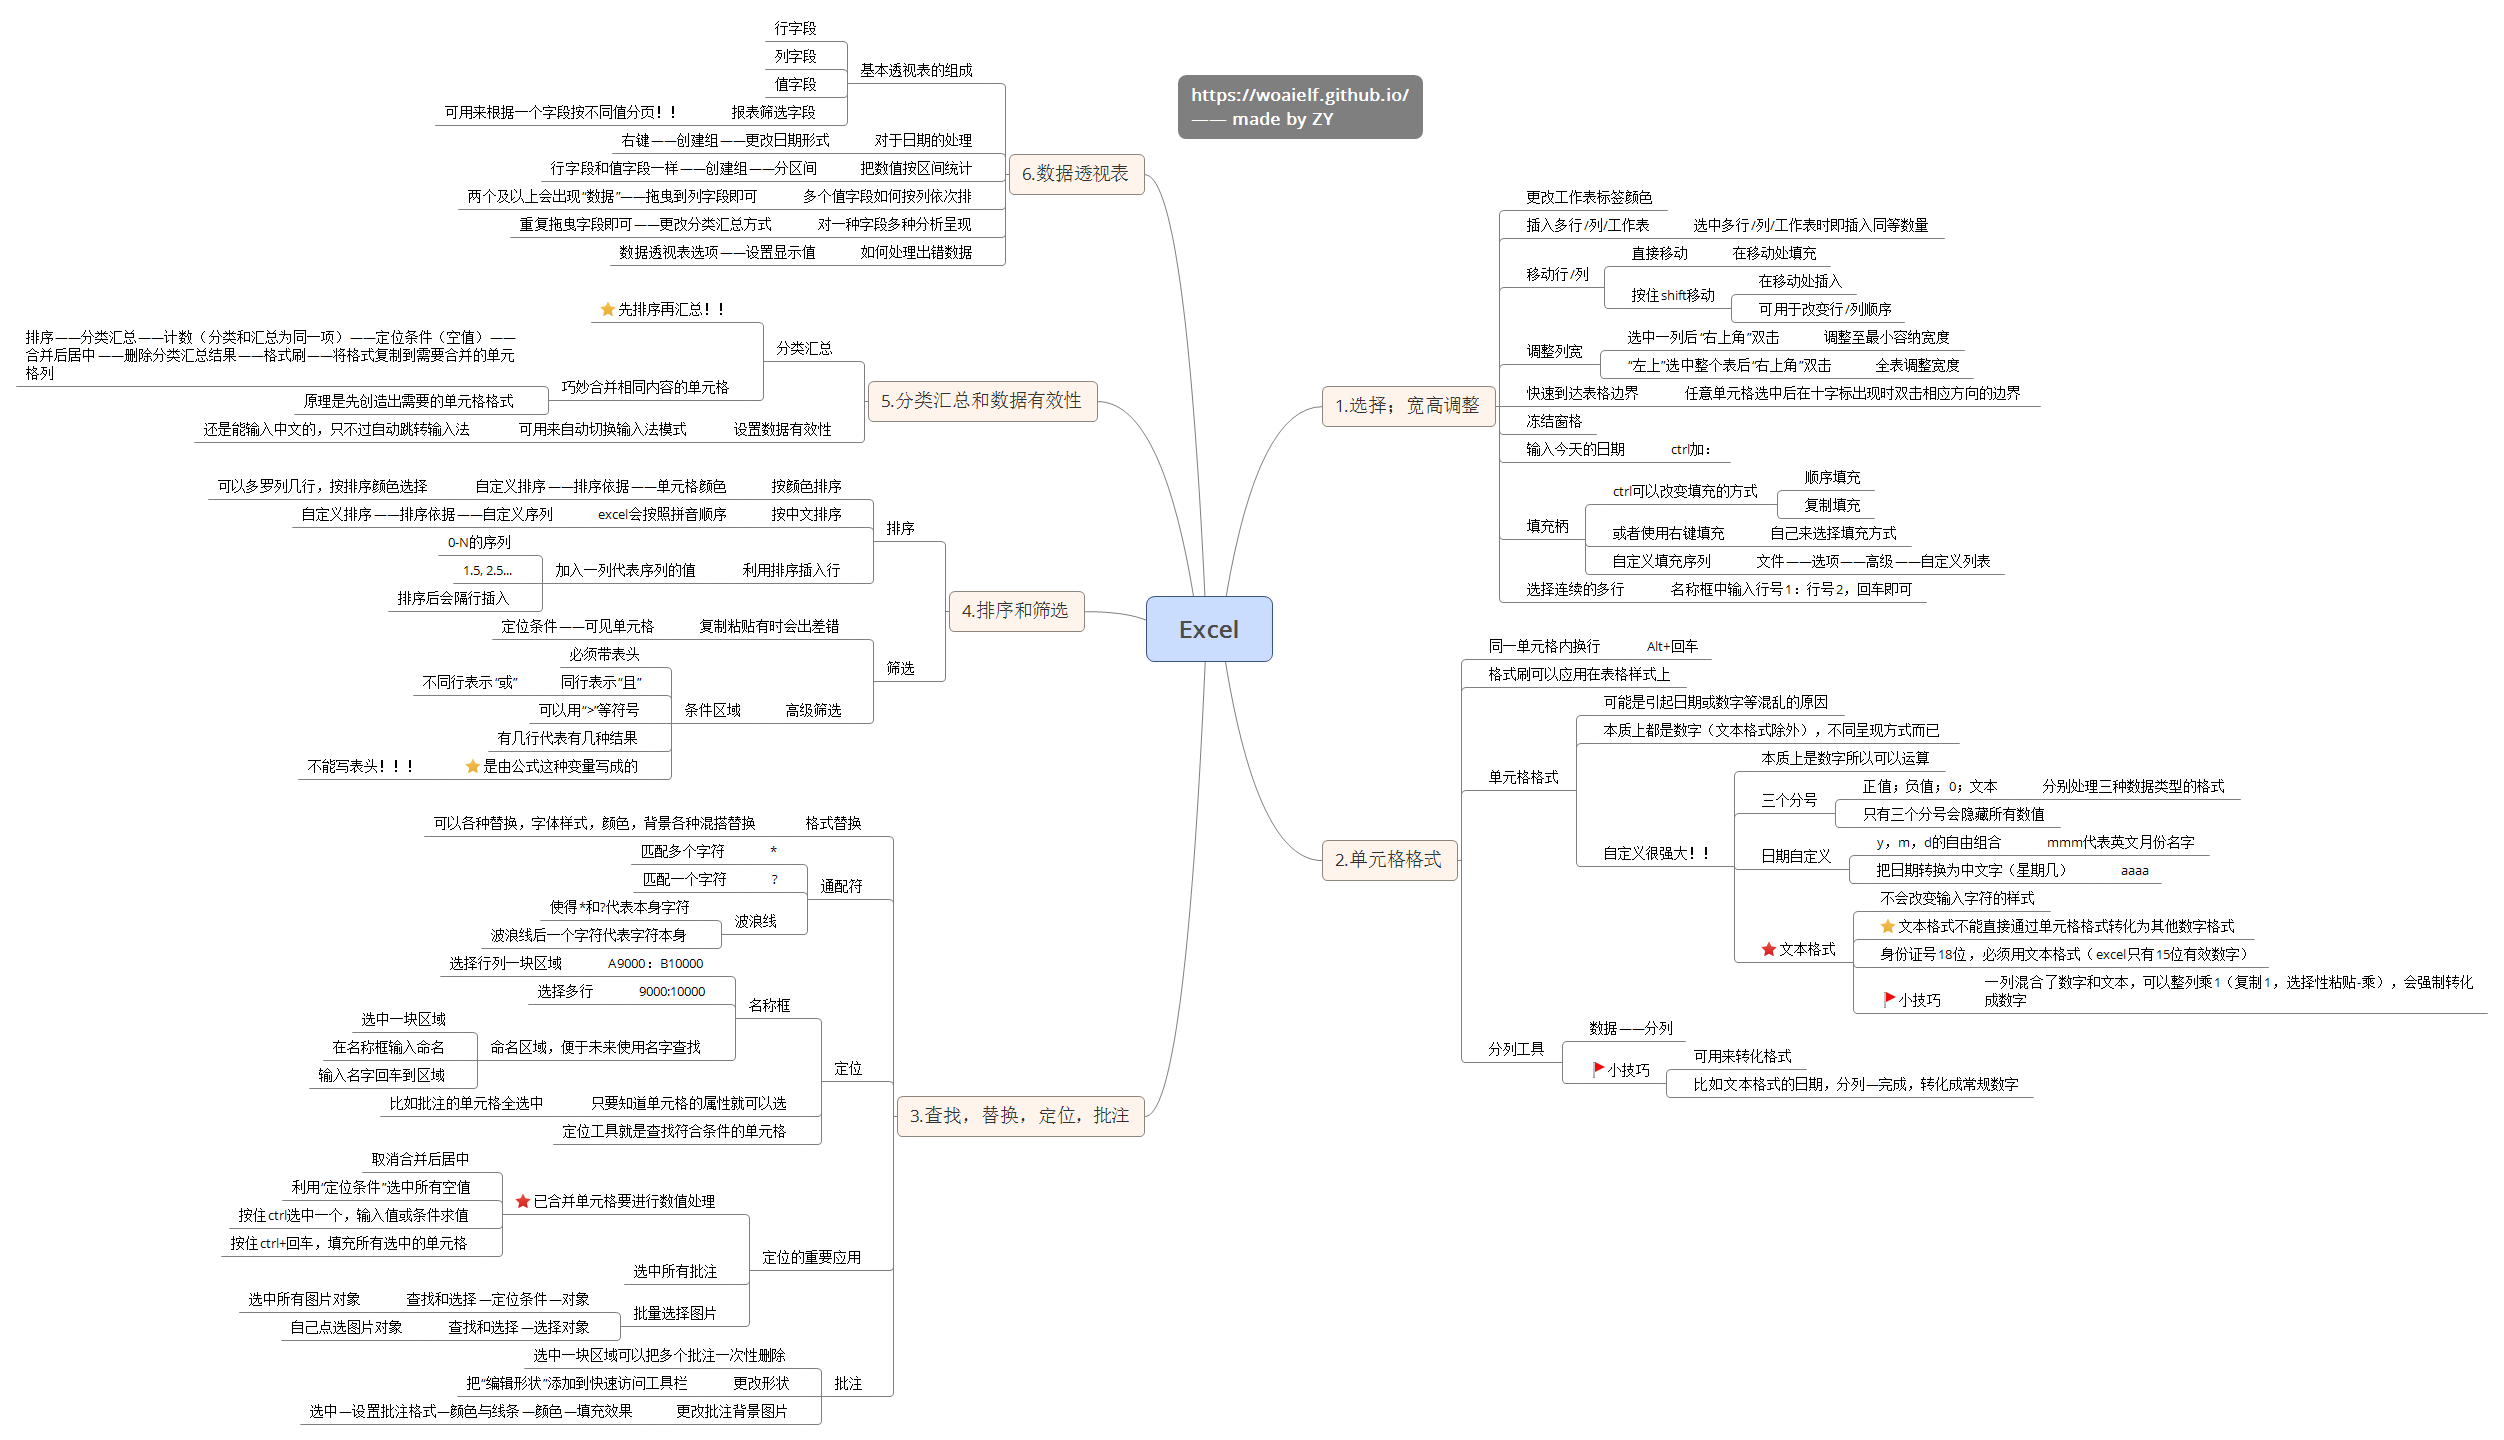 https://woaielf.github.io/
—— made by ZY
Excel
1.选择；宽高调整
更改工作表标签颜色
插入多行/列/工作表
选中多行/列/工作表时即插入同等数量
移动行/列
直接移动
在移动处填充
按住shift移动
在移动处插入
可用于改变行/列顺序
调整列宽
选中一列后“右上角”双击
调整至最小容纳宽度
“左上”选中整个表后“右上角”双击
全表调整宽度
快速到达表格边界
任意单元格选中后在十字标出现时双击相应方向的边界
冻结窗格
输入今天的日期
ctrl加：
填充柄
ctrl可以改变填充的方式
顺序填充
复制填充
或者使用右键填充
自己来选择填充方式
自定义填充序列
文件——选项——高级——自定义列表
选择连续的多行
名称框中输入行号1：行号2，回车即可
2.单元格格式
同一单元格内换行
Alt+回车
格式刷可以应用在表格样式上
单元格格式
可能是引起日期或数字等混乱的原因
本质上都是数字（文本格式除外），不同呈现方式而已
自定义很强大！！
本质上是数字所以可以运算
三个分号
正值；负值；0；文本
分别处理三种数据类型的格式
只有三个分号会隐藏所有数值
日期自定义
y，m，d的自由组合
mmm代表英文月份名字
把日期转换为中文字（星期几）
aaaa
文本格式
不会改变输入字符的样式
文本格式不能直接通过单元格格式转化为其他数字格式
身份证号18位，必须用文本格式（excel只有15位有效数字）
小技巧
一列混合了数字和文本，可以整列乘1（复制1，选择性粘贴-乘），会强制转化
成数字
分列工具
数据——分列
小技巧
可用来转化格式
比如文本格式的日期，分列—完成，转化成常规数字
3.查找，替换，定位，批注
格式替换
可以各种替换，字体样式，颜色，背景各种混搭替换
通配符
*
匹配多个字符
?
匹配一个字符
波浪线
使得*和?代表本身字符
波浪线后一个字符代表字符本身
定位
名称框
A9000：B10000
选择行列一块区域
9000:10000
选择多行
命名区域，便于未来使用名字查找
选中一块区域
在名称框输入命名
输入名字回车到区域
只要知道单元格的属性就可以选
比如批注的单元格全选中
定位工具就是查找符合条件的单元格
定位的重要应用
已合并单元格要进行数值处理
取消合并后居中
利用“定位条件”选中所有空值
按住ctrl选中一个，输入值或条件求值
按住ctrl+回车，填充所有选中的单元格
选中所有批注
批量选择图片
查找和选择—定位条件—对象
选中所有图片对象
查找和选择—选择对象
自己点选图片对象
批注
选中一块区域可以把多个批注一次性删除
更改形状
把“编辑形状”添加到快速访问工具栏
更改批注背景图片
选中—设置批注格式—颜色与线条—颜色—填充效果
4.排序和筛选
排序
按颜色排序
自定义排序——排序依据——单元格颜色
可以多罗列几行，按排序颜色选择
按中文排序
excel会按照拼音顺序
自定义排序——排序依据——自定义序列
利用排序插入行
加入一列代表序列的值
0-N的序列
1.5, 2.5...
排序后会隔行插入
筛选
复制粘贴有时会出差错
定位条件——可见单元格
高级筛选
条件区域
必须带表头
同行表示“且”
不同行表示“或”
可以用“>”等符号
有几行代表有几种结果
是由公式这种变量写成的
不能写表头！！！
5.分类汇总和数据有效性
分类汇总
先排序再汇总！！
巧妙合并相同内容的单元格
排序——分类汇总——计数（分类和汇总为同一项）——定位条件（空值）——
合并后居中——删除分类汇总结果——格式刷——将格式复制到需要合并的单元
格列
原理是先创造出需要的单元格格式
设置数据有效性
可用来自动切换输入法模式
还是能输入中文的，只不过自动跳转输入法
6.数据透视表
基本透视表的组成
行字段
列字段
值字段
报表筛选字段
可用来根据一个字段按不同值分页！！
对于日期的处理
右键——创建组——更改日期形式
把数值按区间统计
行字段和值字段一样——创建组——分区间
多个值字段如何按列依次排
两个及以上会出现“数据”——拖曳到列字段即可
对一种字段多种分析呈现
重复拖曳字段即可——更改分类汇总方式
如何处理出错数据
数据透视表选项——设置显示值